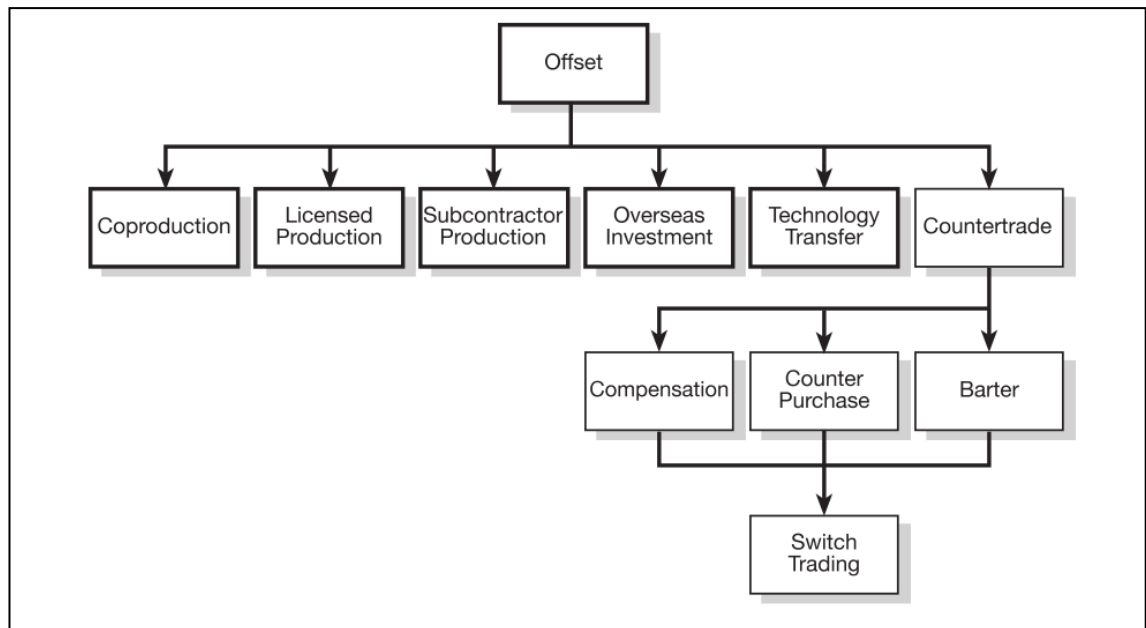 Offset
Coproduction
Licensed
Production
Subcontractor
Production
Overseas
Investment
Technology
Transfer
Countertrade
Compensation
Counter
Purchase
Barter
Switch
Trading